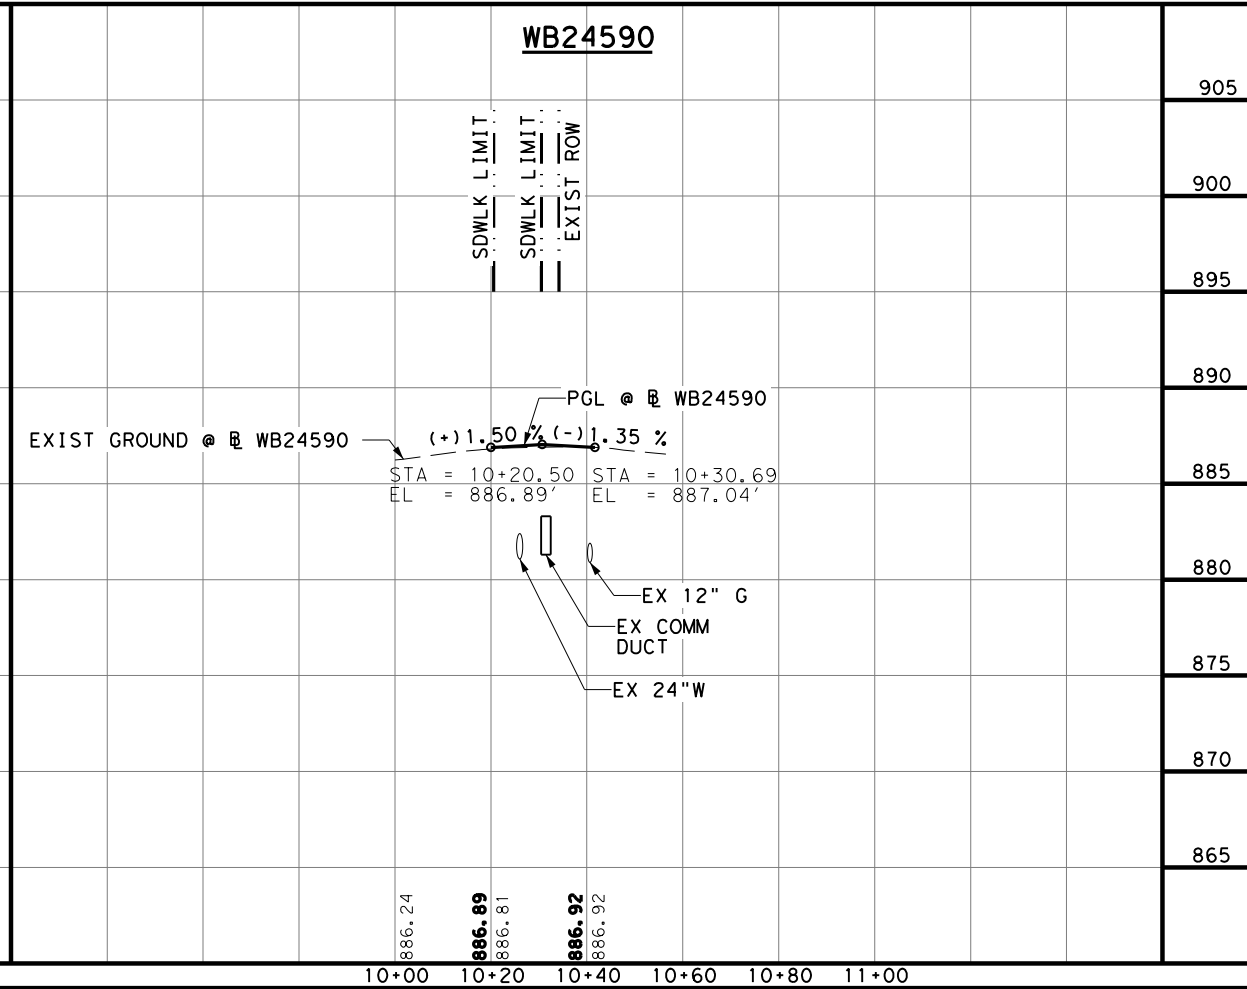 WB24590
905
900
895
890
885
880
875
870
865
SDWLK LIMIT
SDWLK LIMIT
EXIST ROW
PGL @ ℄ WB24590
EXIST GROUND @ ℄ WB24590
(+)1.50 % (-)1.35 %
STA = 10+20.50 STA = 10+30.69
EL = 886.89' EL = 887.04'
EX 12" G
EX COMM
DUCT
EX 24"W
886.24
886.89
886.81
886.92
886.92
10+00 10+20 10+40 10+60 10+80 11+00